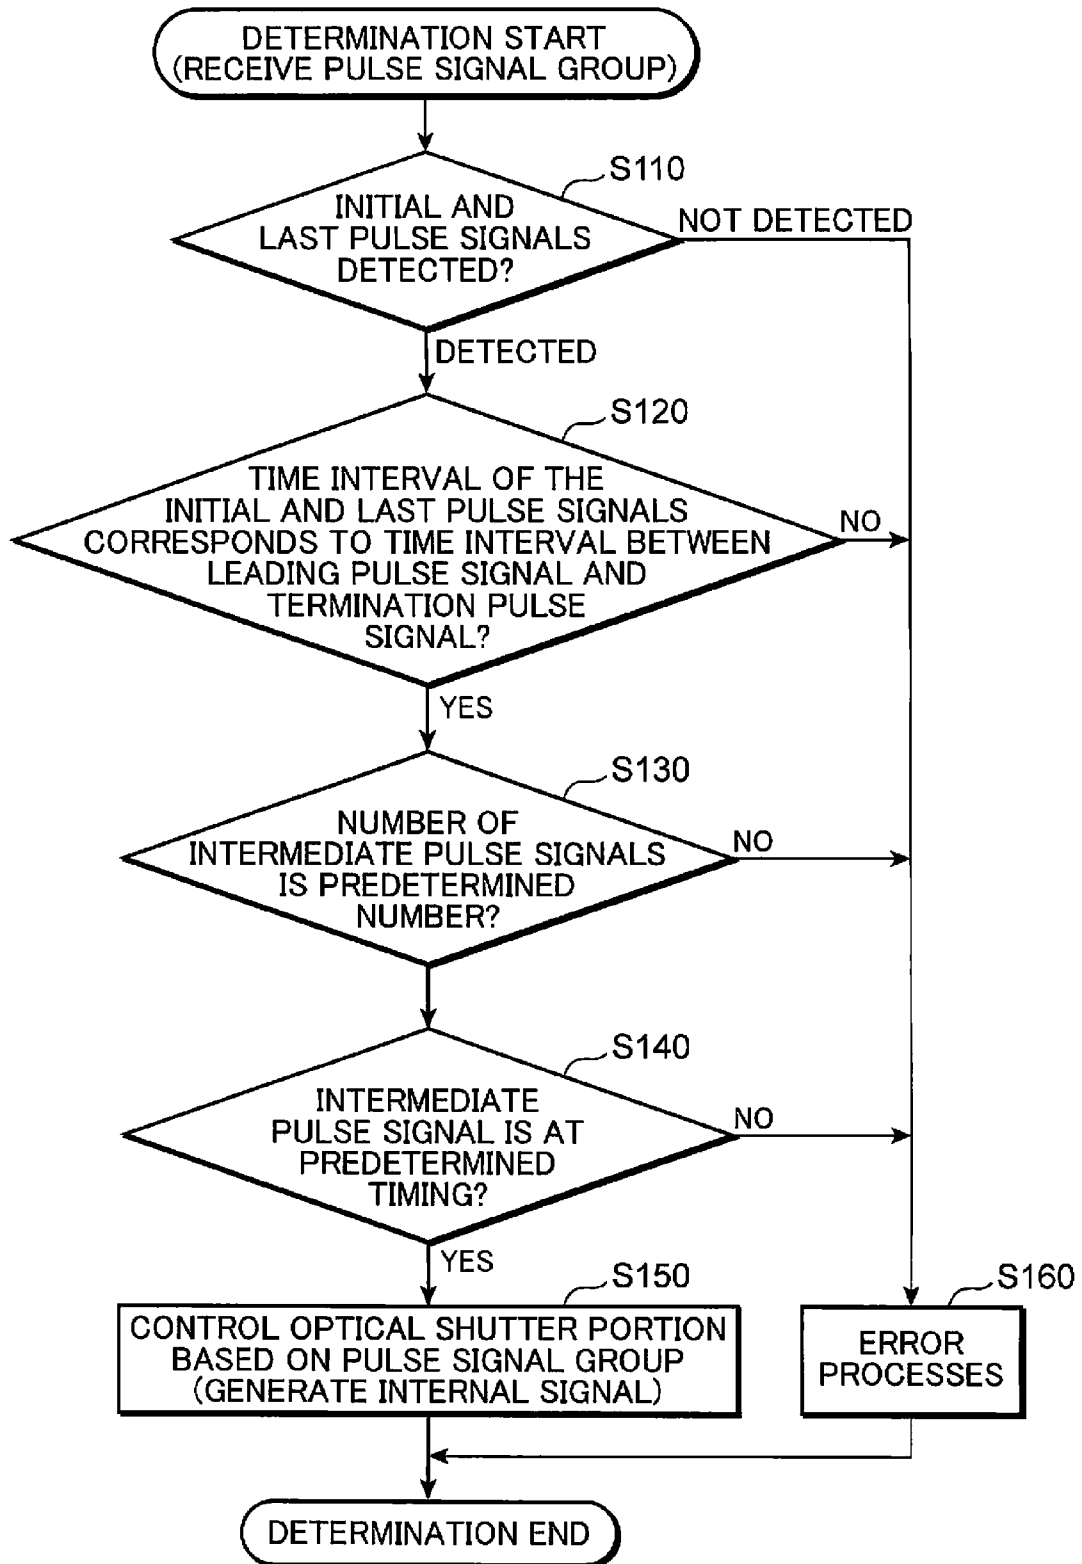 DETERMINATION START
(RECEIVE PULSE SIGNAL GROUP)
S110
INITIAL AND
LAST PULSE SIGNALS
DETECTED?
NOT DETECTED
DETECTED
S120
TIME INTERVAL OF THE
INITIAL AND LAST PULSE SIGNALS
CORRESPONDS TO TIME INTERVAL BETWEEN
LEADING PULSE SIGNAL AND
TERMINATION PULSE
SIGNAL?
NO
YES
S130
NUMBER OF
INTERMEDIATE PULSE SIGNALS
IS PREDETERMINED
NUMBER?
NO
S140
INTERMEDIATE
PULSE SIGNAL IS AT
PREDETERMINED
TIMING?
NO
YES
S150
CONTROL OPTICAL SHUTTER PORTION
BASED ON PULSE SIGNAL GROUP
(GENERATE INTERNAL SIGNAL)
S160
ERROR
PROCESSES
DETERMINATION END